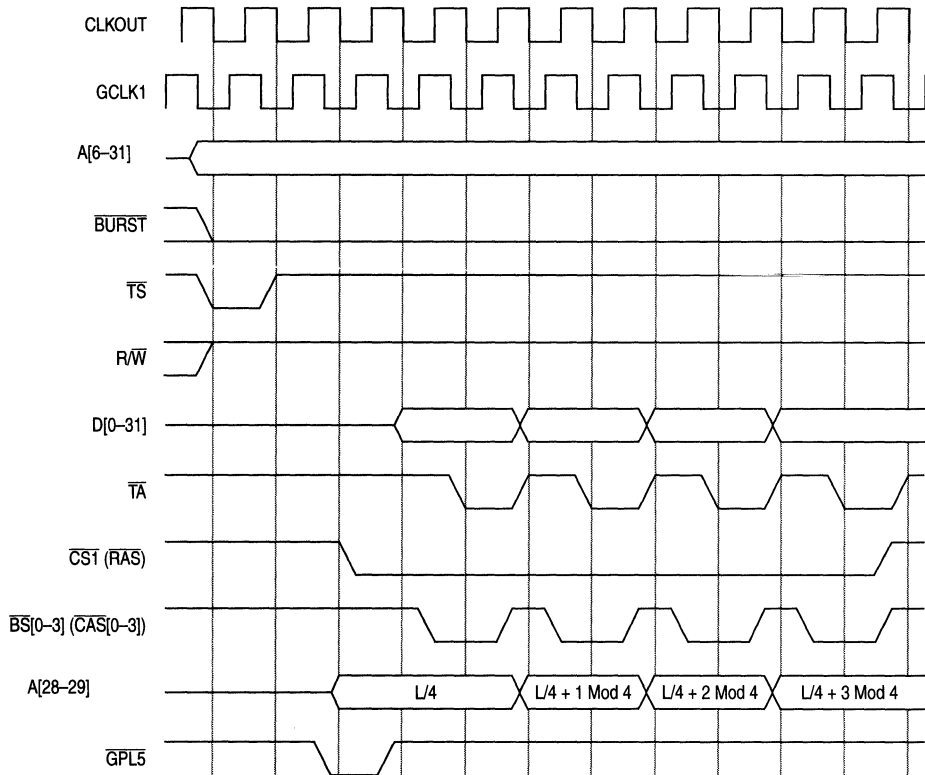 CLKOUT
GCLK1
A[6–31]
BURST
TS
R/W
D[0–31]
TA
CS1 (RAS)
BS[0–3] (CAS[0–3])
A[28–29]
L/4
L/4 + 1 Mod 4
L/4 + 2 Mod 4
L/4 + 3 Mod 4
GPL5